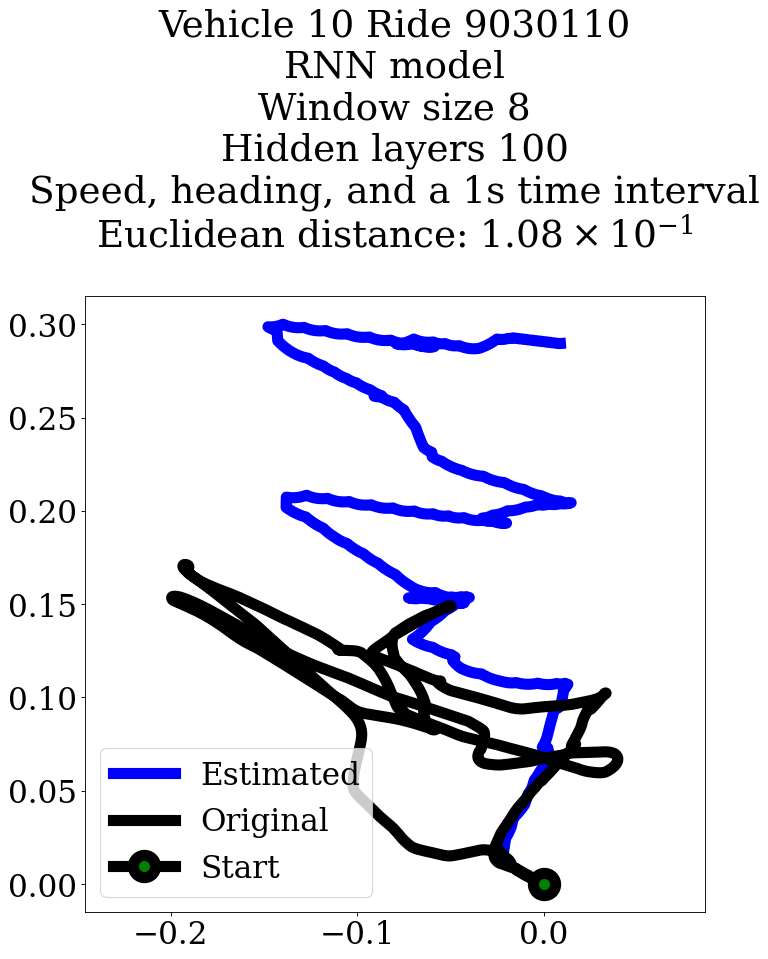 Vehicle 10 Ride 9030110
RNN model
Window size 8
Hidden layers 100
Speed, heading, and a 1s time interval
Euclidean distance: 1.08 × 10⁻¹
0.30
0.25
0.20
0.15
0.10
0.05
0.00
Estimated
Original
Start
−0.2 −0.1 0.0